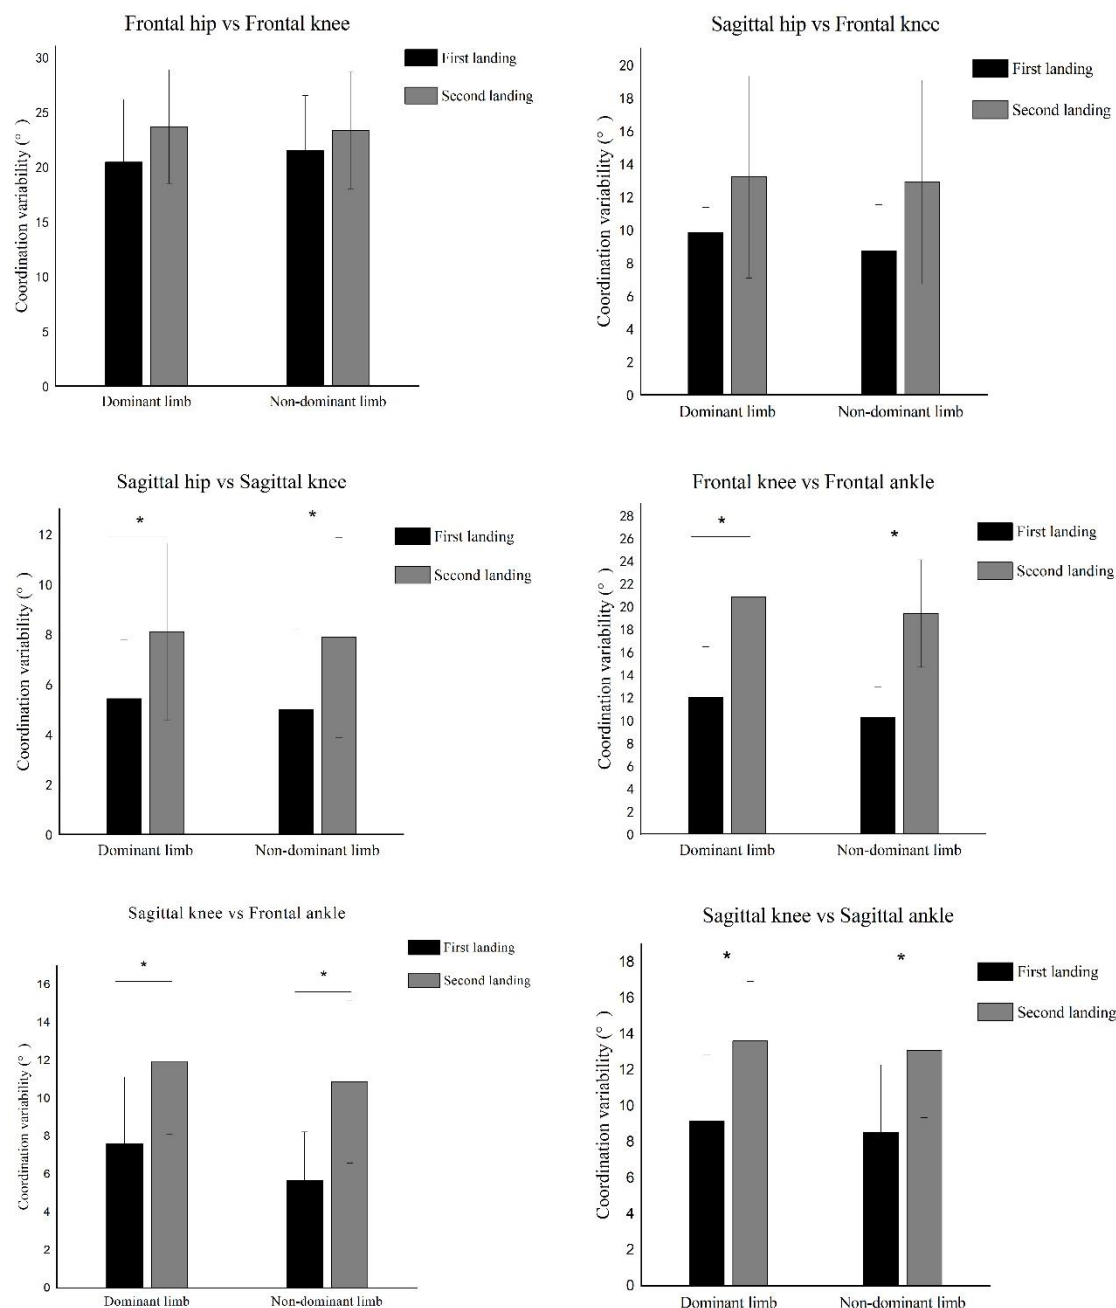 Frontal hip vs Frontal knee
Coordination variability (°)
30
25
20
15
10
5
0
First landing
Second landing
Dominant limb
Non-dominant limb
Sagittal hip vs Frontal knee
Coordination variability (°)
20
18
16
14
12
10
8
6
4
2
0
First landing
Second landing
Dominant limb
Non-dominant limb
Sagittal hip vs Sagittal knee
Coordination variability (°)
12
10
8
6
4
2
0
*
*
First landing
Second landing
Dominant limb
Non-dominant limb
Frontal knee vs Frontal ankle
Coordination variability (°)
28
26
24
22
20
18
16
14
12
10
8
6
4
2
0
*
*
First landing
Second landing
Dominant limb
Non-dominant limb
Sagittal knee vs Frontal ankle
Coordination variability (°)
16
14
12
10
8
6
4
2
0
*
*
First landing
Second landing
Dominant limb
Non-dominant limb
Sagittal knee vs Sagittal ankle
Coordination variability (°)
18
16
14
12
10
8
6
4
2
0
*
*
First landing
Second landing
Dominant limb
Non-dominant limb